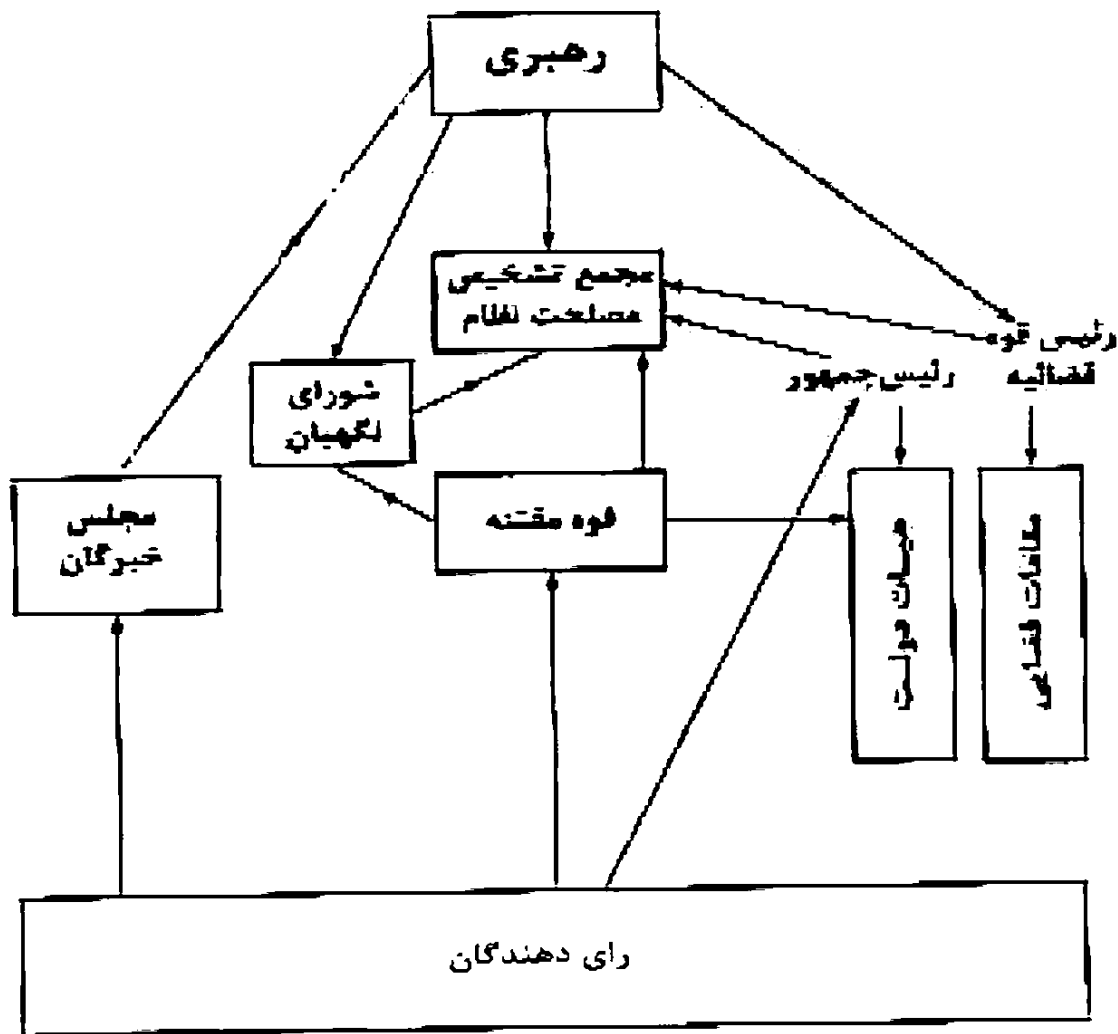 رهبری
مجمع تشخیص
مصلحت نظام
رئیس قوه
قضائیه
رئیس جمهور
شورای
نگهبان
قوه مقننه
مجلس
خبرگان
هیات دولت
مقامات قضایی
رای دهندگان